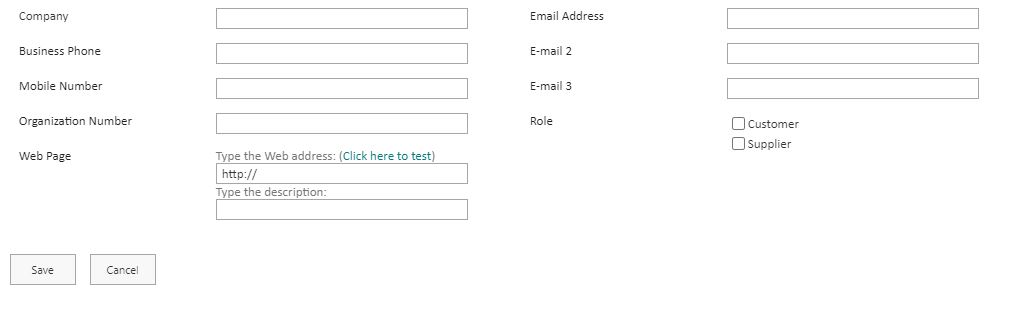 Company
Email Address
Business Phone
E-mail 2
Mobile Number
E-mail 3
Organization Number
Role
Customer
Supplier
Web Page
Type the Web address: (Click here to test)
http://
Type the description:
Save
Cancel